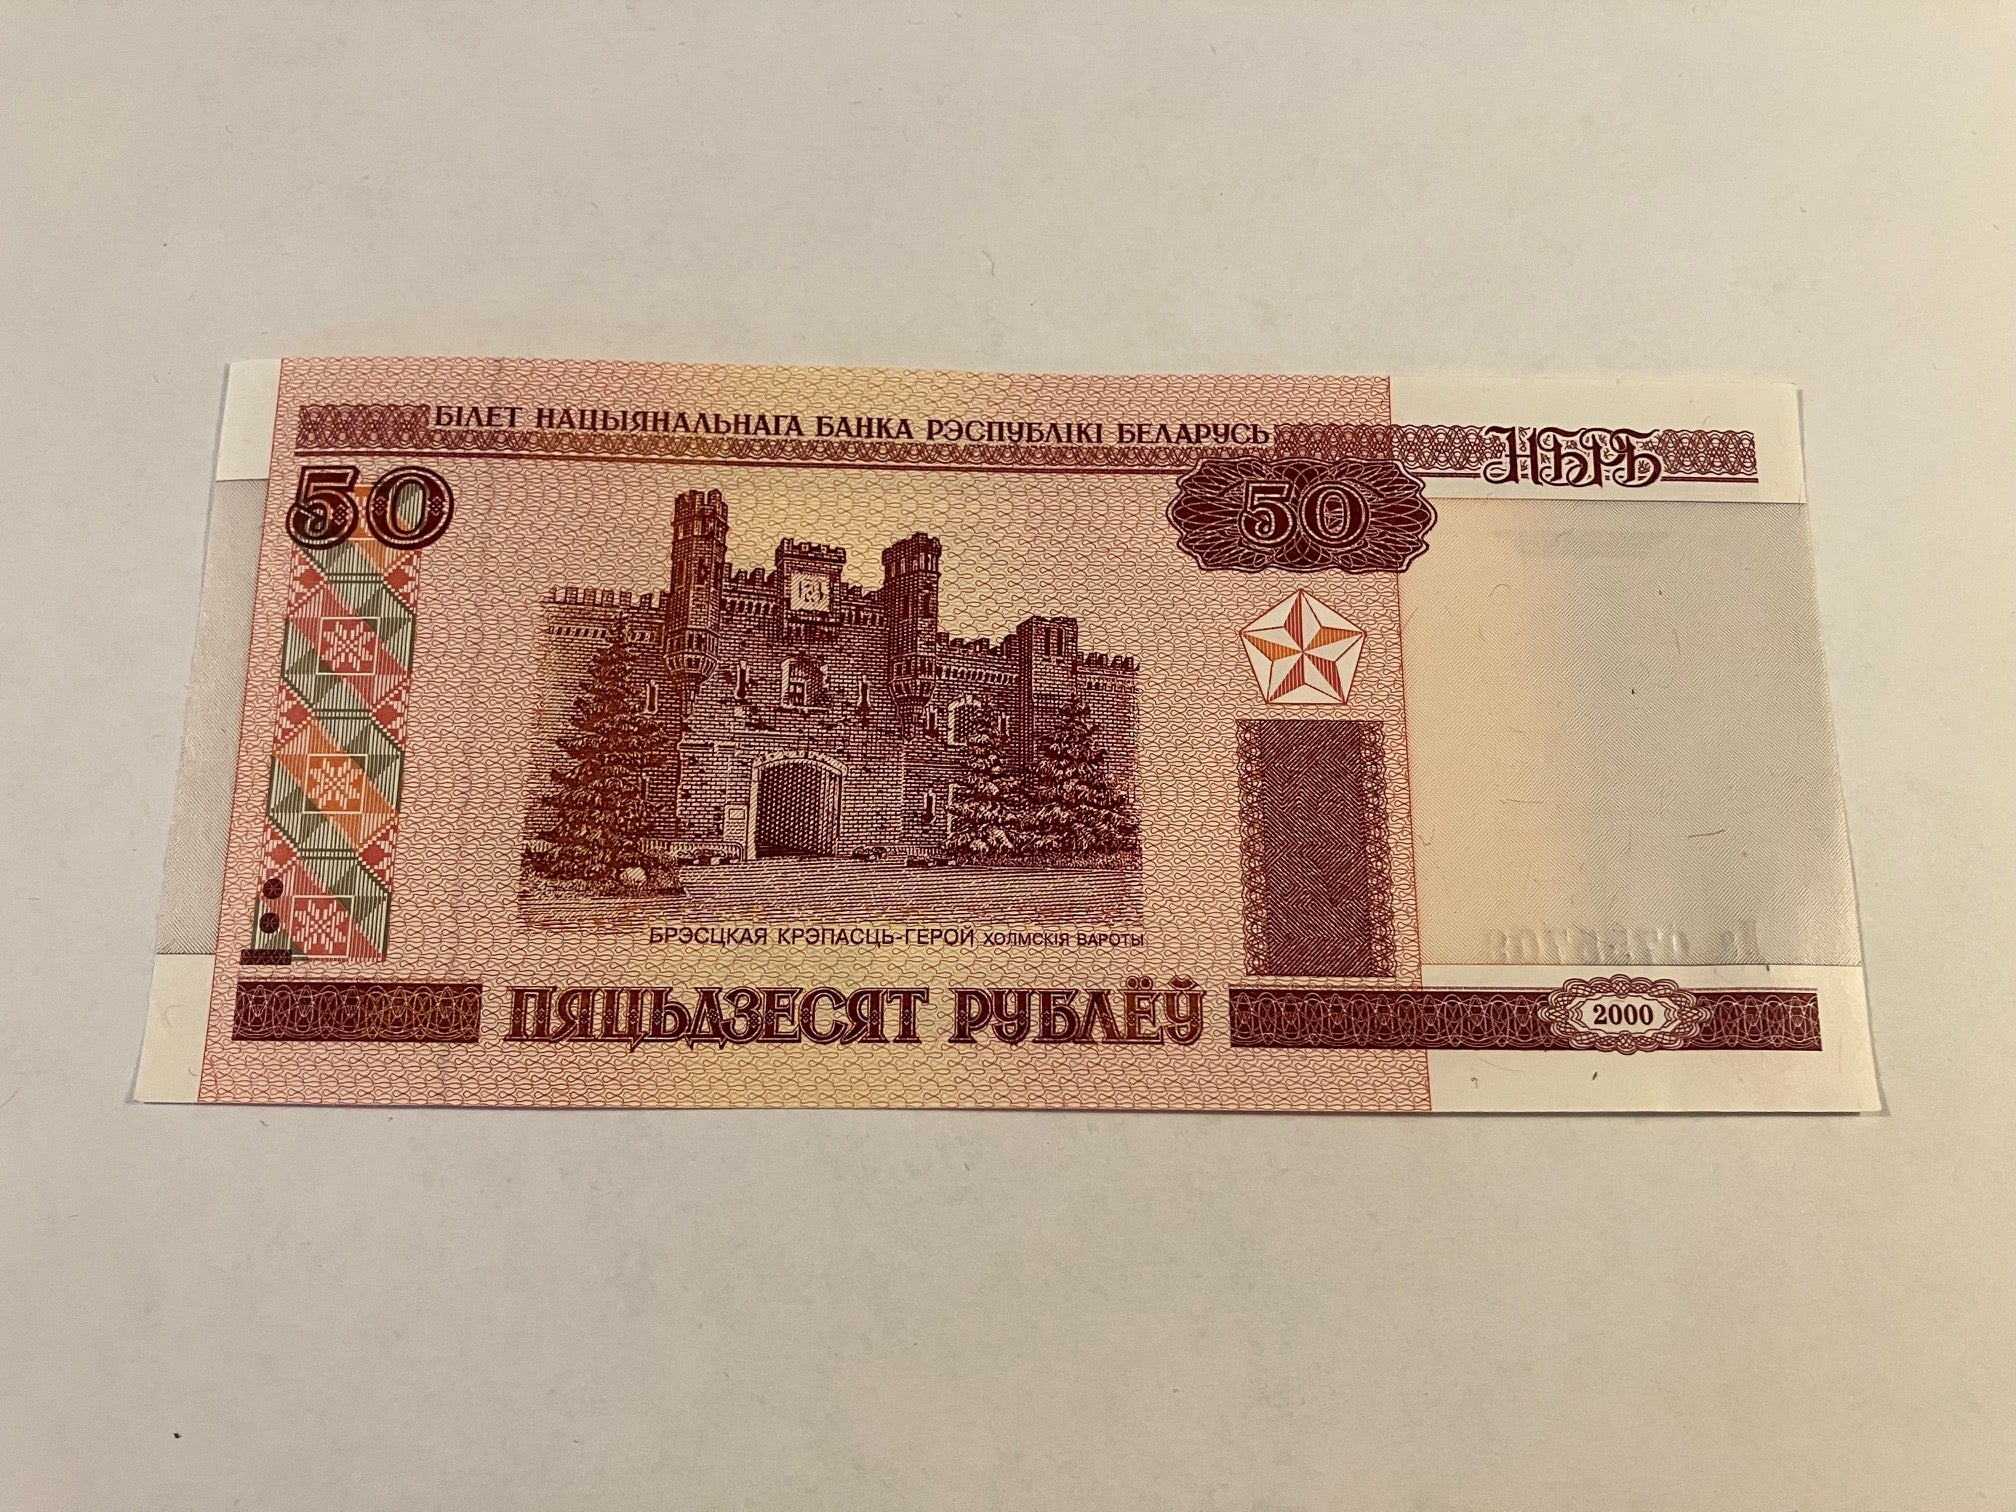 БІЛЕТ НАЦЫЯНАЛЬНАГА БАНКА РЭСПУБЛІКІ БЕЛАРУСЬ
НБРБ
50
50
БРЭСЦКАЯ КРЭПАСЦЬ-ГЕРОЙ ХОЛМСКІЯ ВАРОТЫ
ПЯЦЬДЗЕСЯТ РУБЛЁЎ
2000